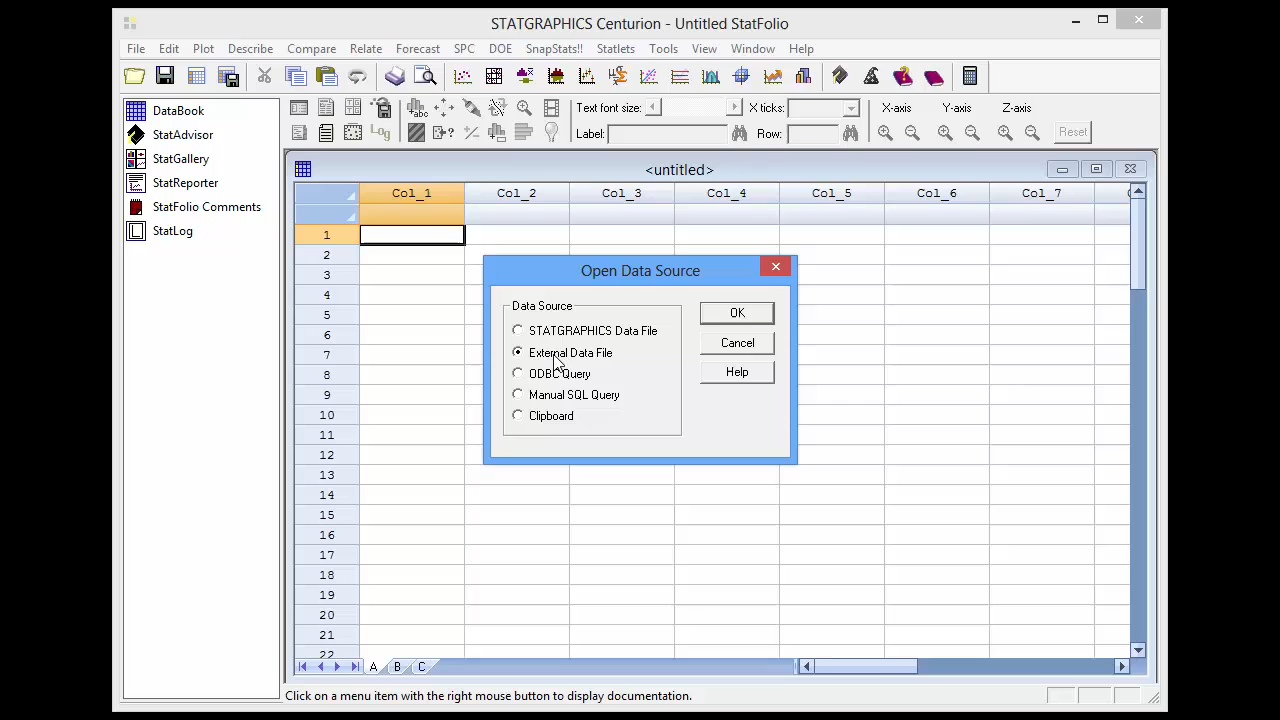 STATGRAPHICS Centurion - Untitled StatFolio
File Edit Plot Describe Compare Relate Forecast SPC DOE SnapStats!! Statlets Tools View Window Help
Text font size: X ticks: X-axis Y-axis Z-axis
Log Label: Row: Reset
DataBook
StatAdvisor
StatGallery
StatReporter
StatFolio Comments
StatLog
<untitled>
Col_1 Col_2 Col_3 Col_4 Col_5 Col_6 Col_7
1
2
3
4
5
6
7
8
9
10
11
12
13
14
15
16
17
18
19
20
21
22
Open Data Source
Data Source
STATGRAPHICS Data File
External Data File
ODBC Query
Manual SQL Query
Clipboard
OK
Cancel
Help
A B C
Click on a menu item with the right mouse button to display documentation.